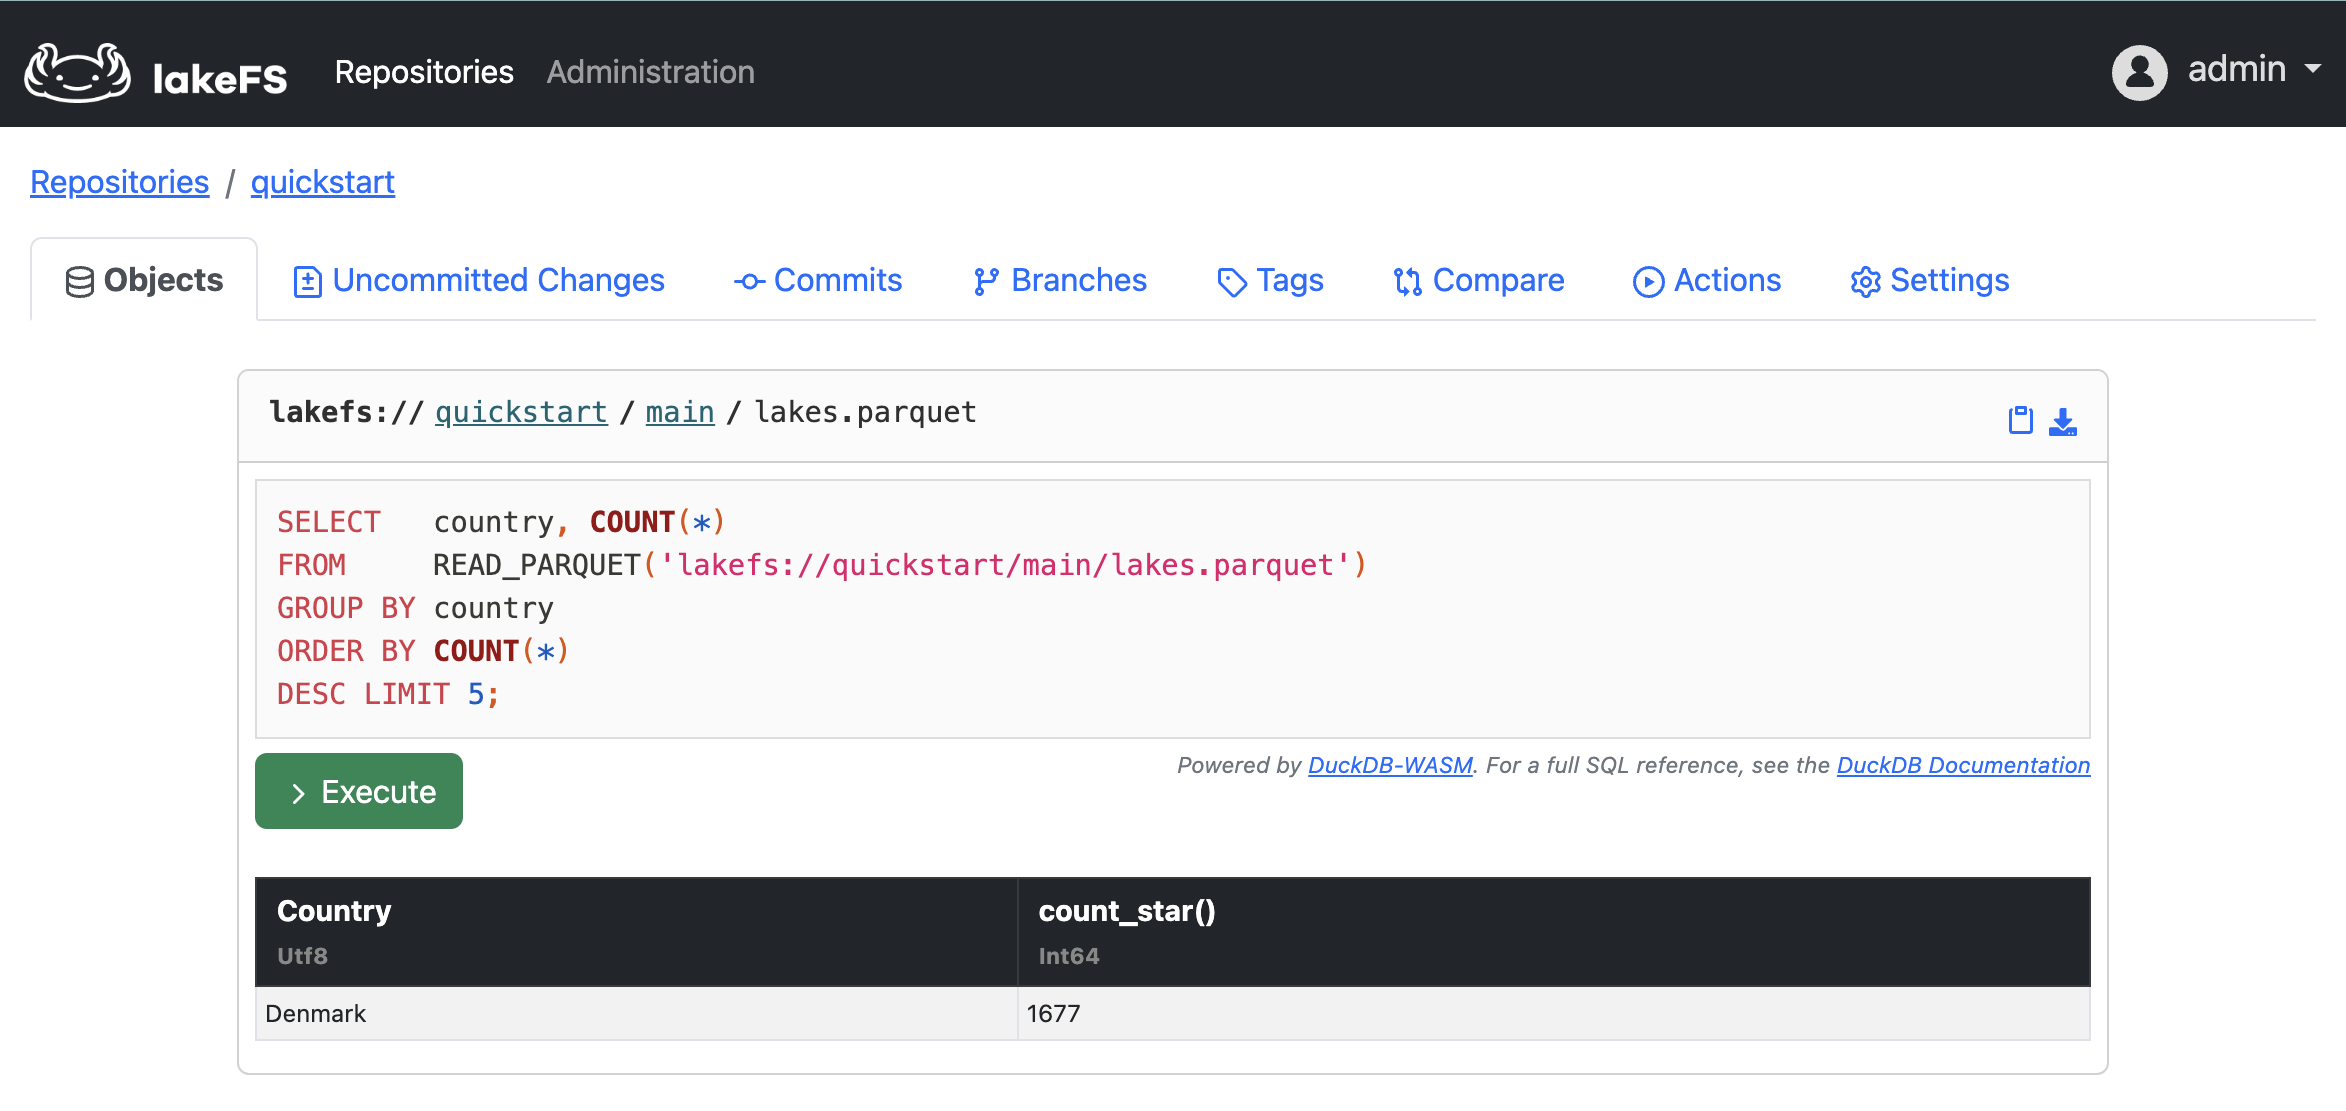 lakeFS Repositories Administration admin
Repositories / quickstart
Objects Uncommitted Changes Commits Branches Tags Compare Actions Settings
lakefs:// quickstart / main / lakes.parquet
SELECT   country, COUNT(*)
FROM     READ_PARQUET('lakefs://quickstart/main/lakes.parquet')
GROUP BY country
ORDER BY COUNT(*)
DESC LIMIT 5;
Powered by DuckDB-WASM. For a full SQL reference, see the DuckDB Documentation
Execute
Country count_star()
Utf8 Int64
Denmark 1677